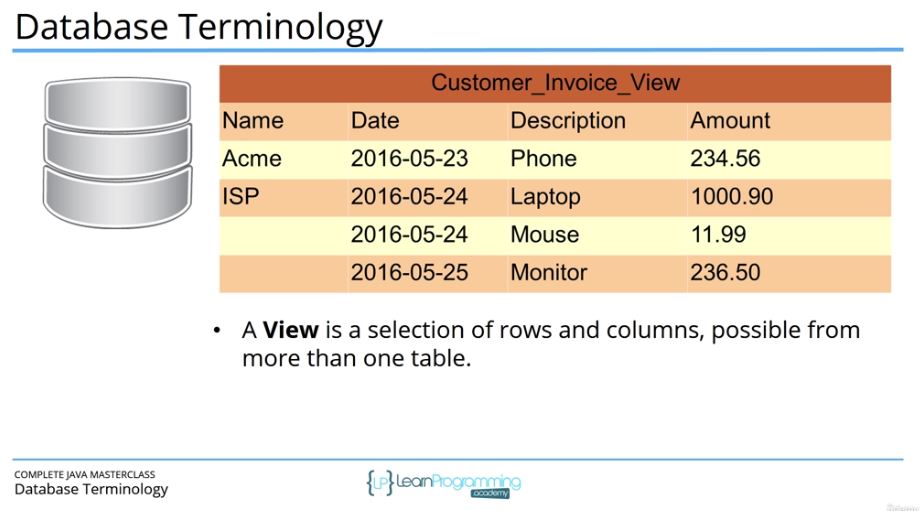 Database Terminology
Customer_Invoice_View
Name Date Description Amount
Acme 2016-05-23 Phone 234.56
ISP 2016-05-24 Laptop 1000.90
2016-05-24 Mouse 11.99
2016-05-25 Monitor 236.50
• A View is a selection of rows and columns, possible from
more than one table.
COMPLETE JAVA MASTERCLASS
Database Terminology
{LP} LearnProgramming
academy